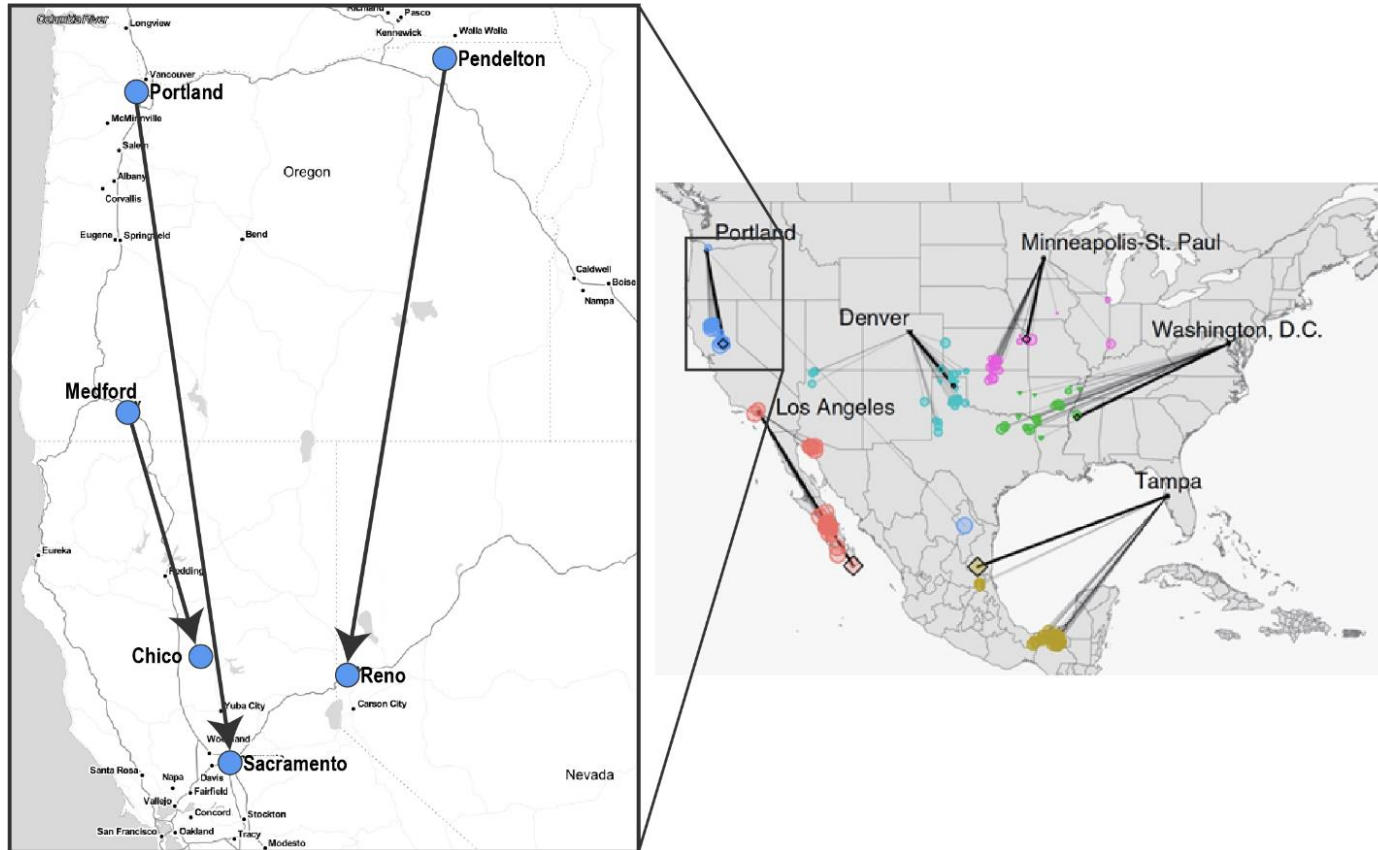 Columbia River
Longview
Richland
Pasco
Kennewick
Walla Walla
Pendelton
Vancouver
Portland
McMinnville
Salem
Oregon
Albany
Corvallis
Eugene
Springfield
Bend
Caldwell
Boise
Nampa
Medford
Eureka
Redding
Chico
Reno
Yuba City
Carson City
Woodland
Sacramento
Santa Rosa
Napa
Davis
Fairfield
Nevada
Vallejo
Concord
Stockton
San Francisco
Oakland
Tracy
Modesto
Portland
Minneapolis-St. Paul
Denver
Washington, D.C.
Los Angeles
Tampa